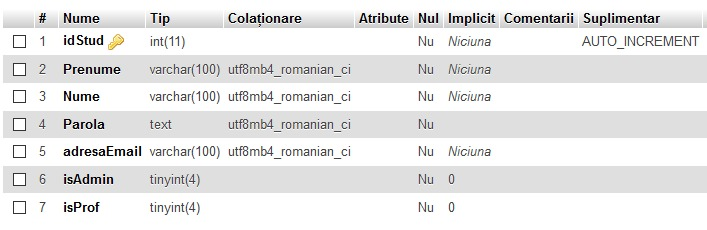 # Nume Tip Colaționare Atribute Nul Implicit Comentarii Suplimentar
1 idStud int(11) Nu Niciuna AUTO_INCREMENT
2 Prenume varchar(100) utf8mb4_romanian_ci Nu Niciuna
3 Nume varchar(100) utf8mb4_romanian_ci Nu Niciuna
4 Parola text utf8mb4_romanian_ci Nu
5 adresaEmail varchar(100) utf8mb4_romanian_ci Nu Niciuna
6 isAdmin tinyint(4) Nu 0
7 isProf tinyint(4) Nu 0